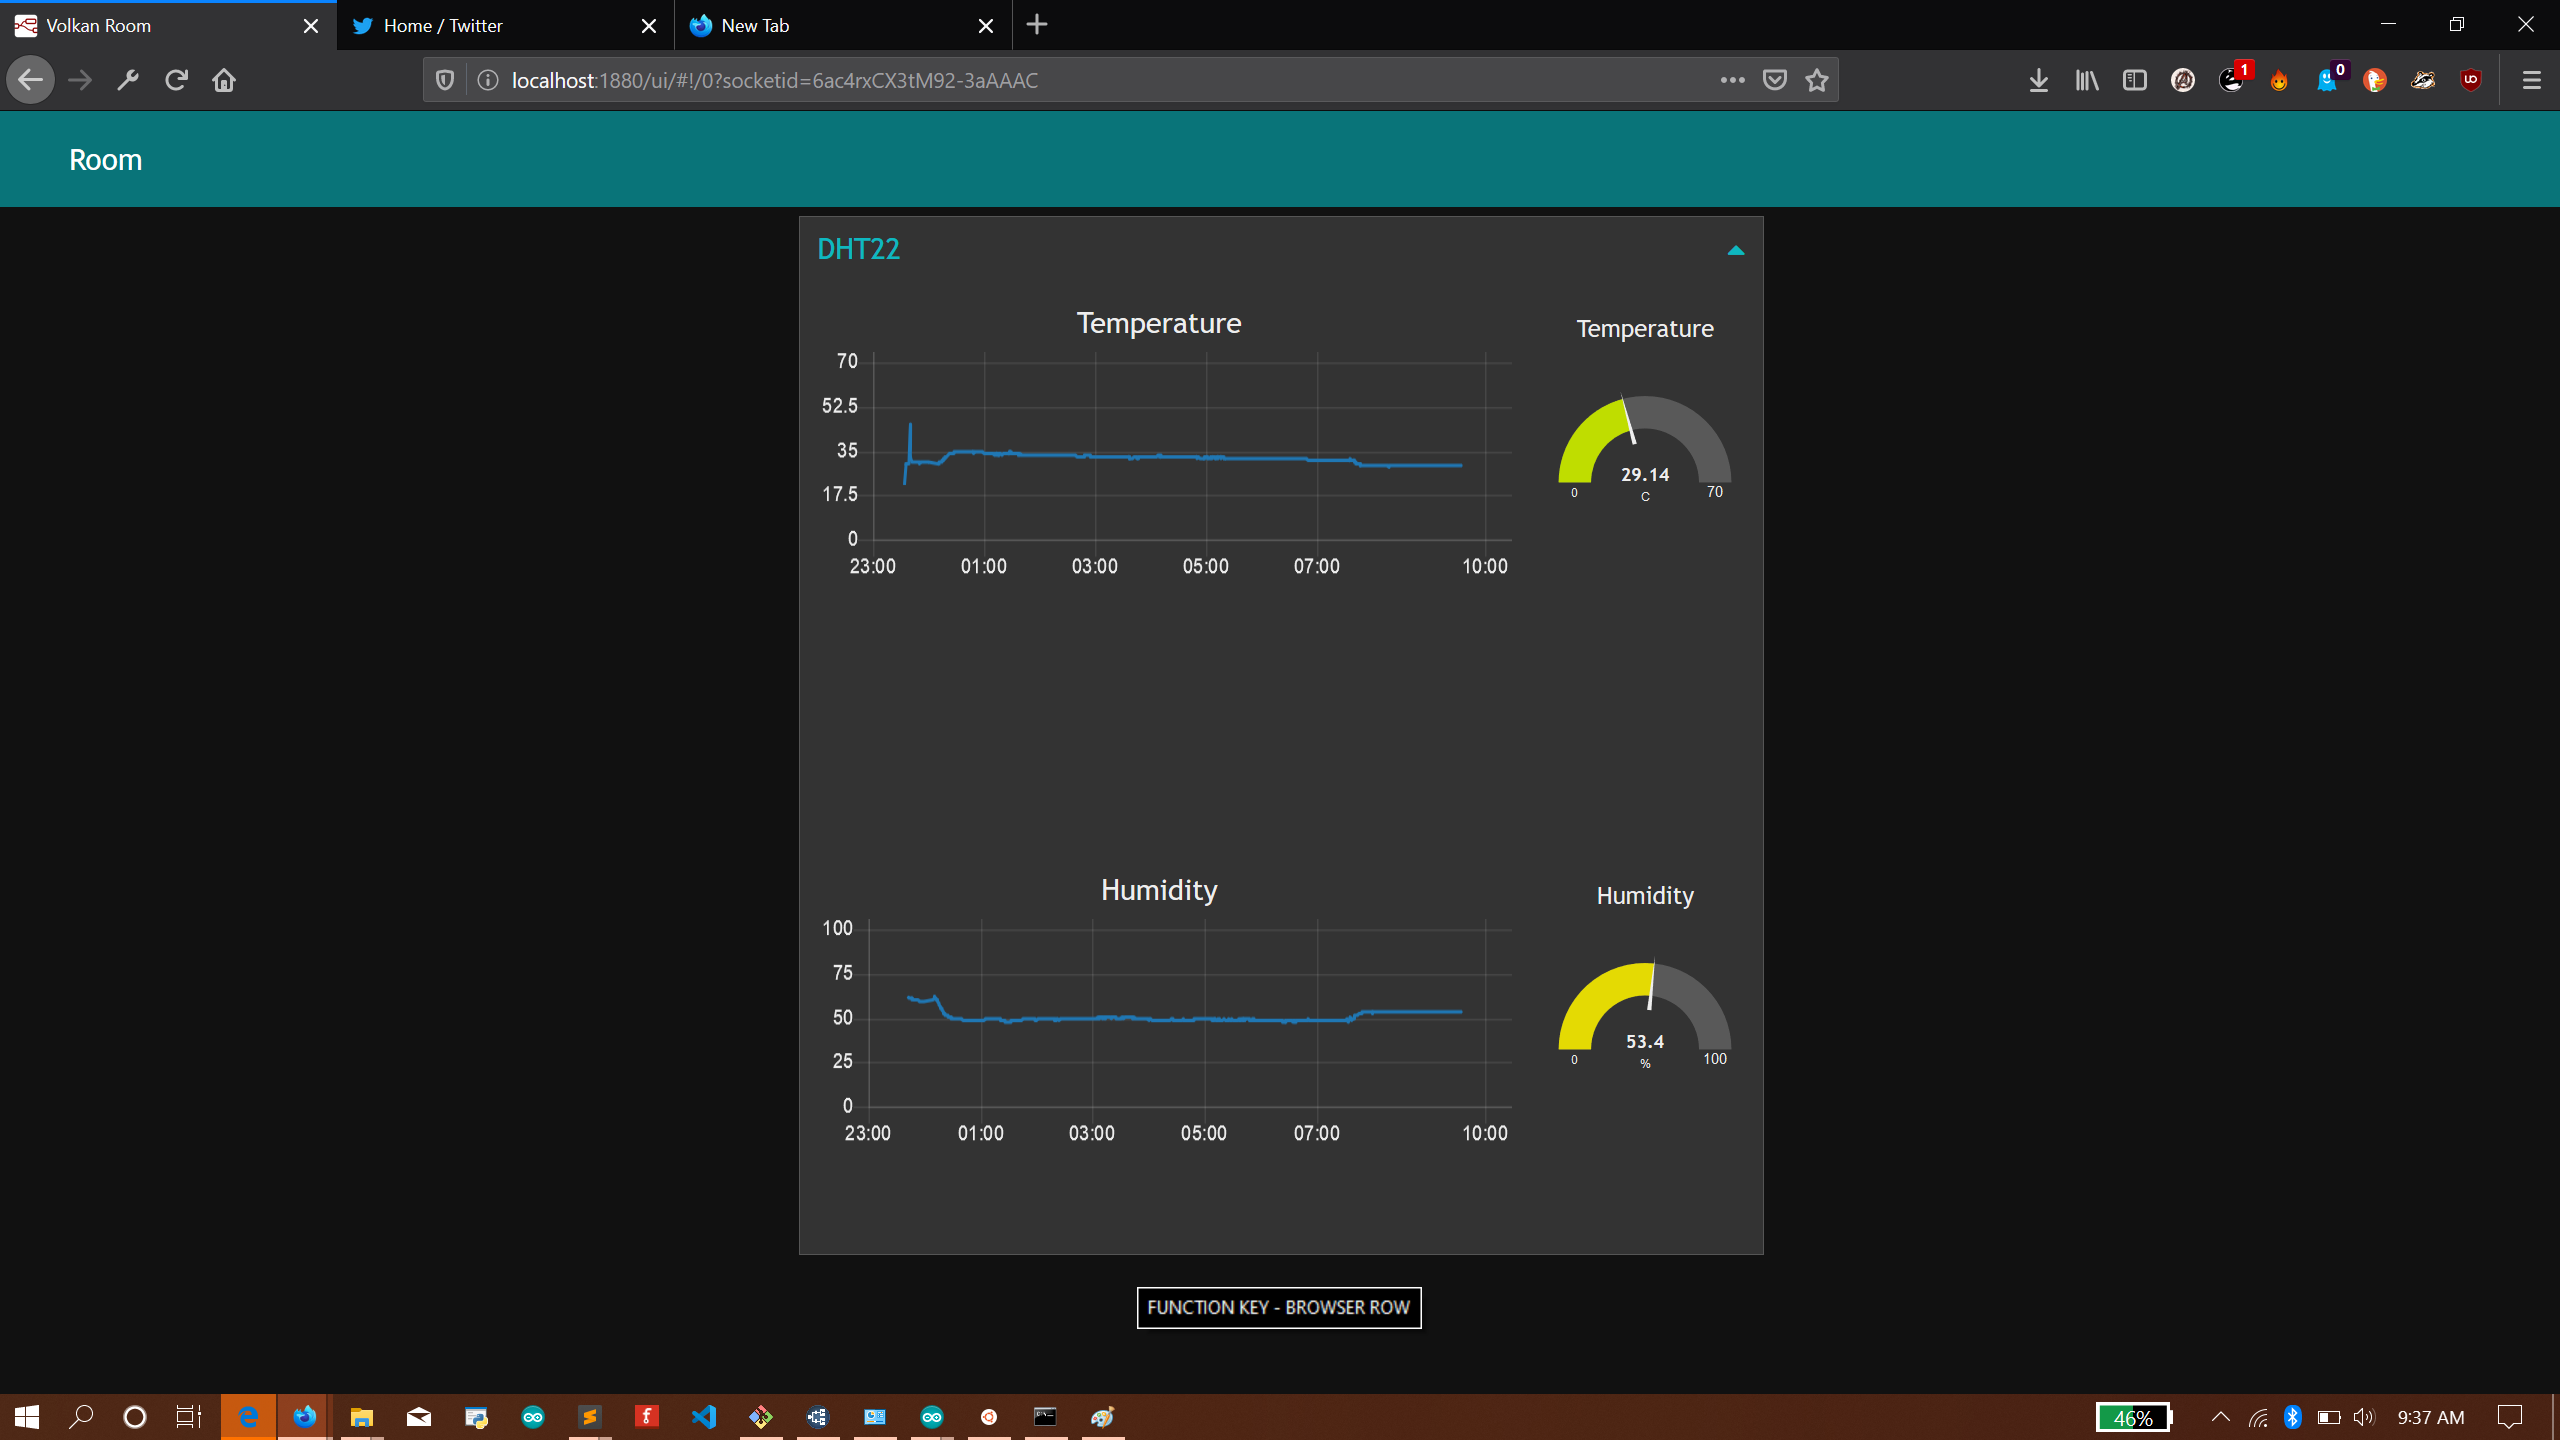 Volkan Room
Home / Twitter
New Tab
localhost:1880/ui/#!/0?socketid=6ac4rxCX3tM92-3aAAAC
1
0
Room
DHT22
Temperature
70
52.5
35
17.5
0
23:00 01:00 03:00 05:00 07:00 10:00
Temperature
29.14
C
0 70
Humidity
100
75
50
25
0
23:00 01:00 03:00 05:00 07:00 10:00
Humidity
53.4
%
0 100
FUNCTION KEY - BROWSER ROW
46%
9:37 AM